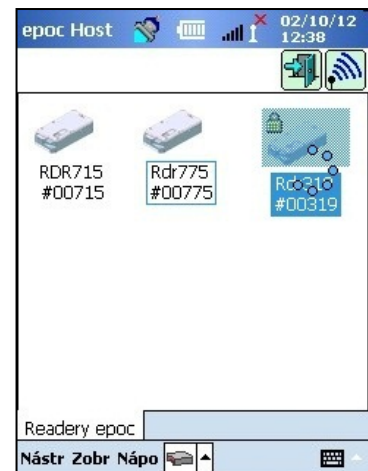 epoc Host
02/10/12
12:38
RDR715
#00715
Rdr775
#00775
#00319
Readery epoc
Nástr Zobr Nápo